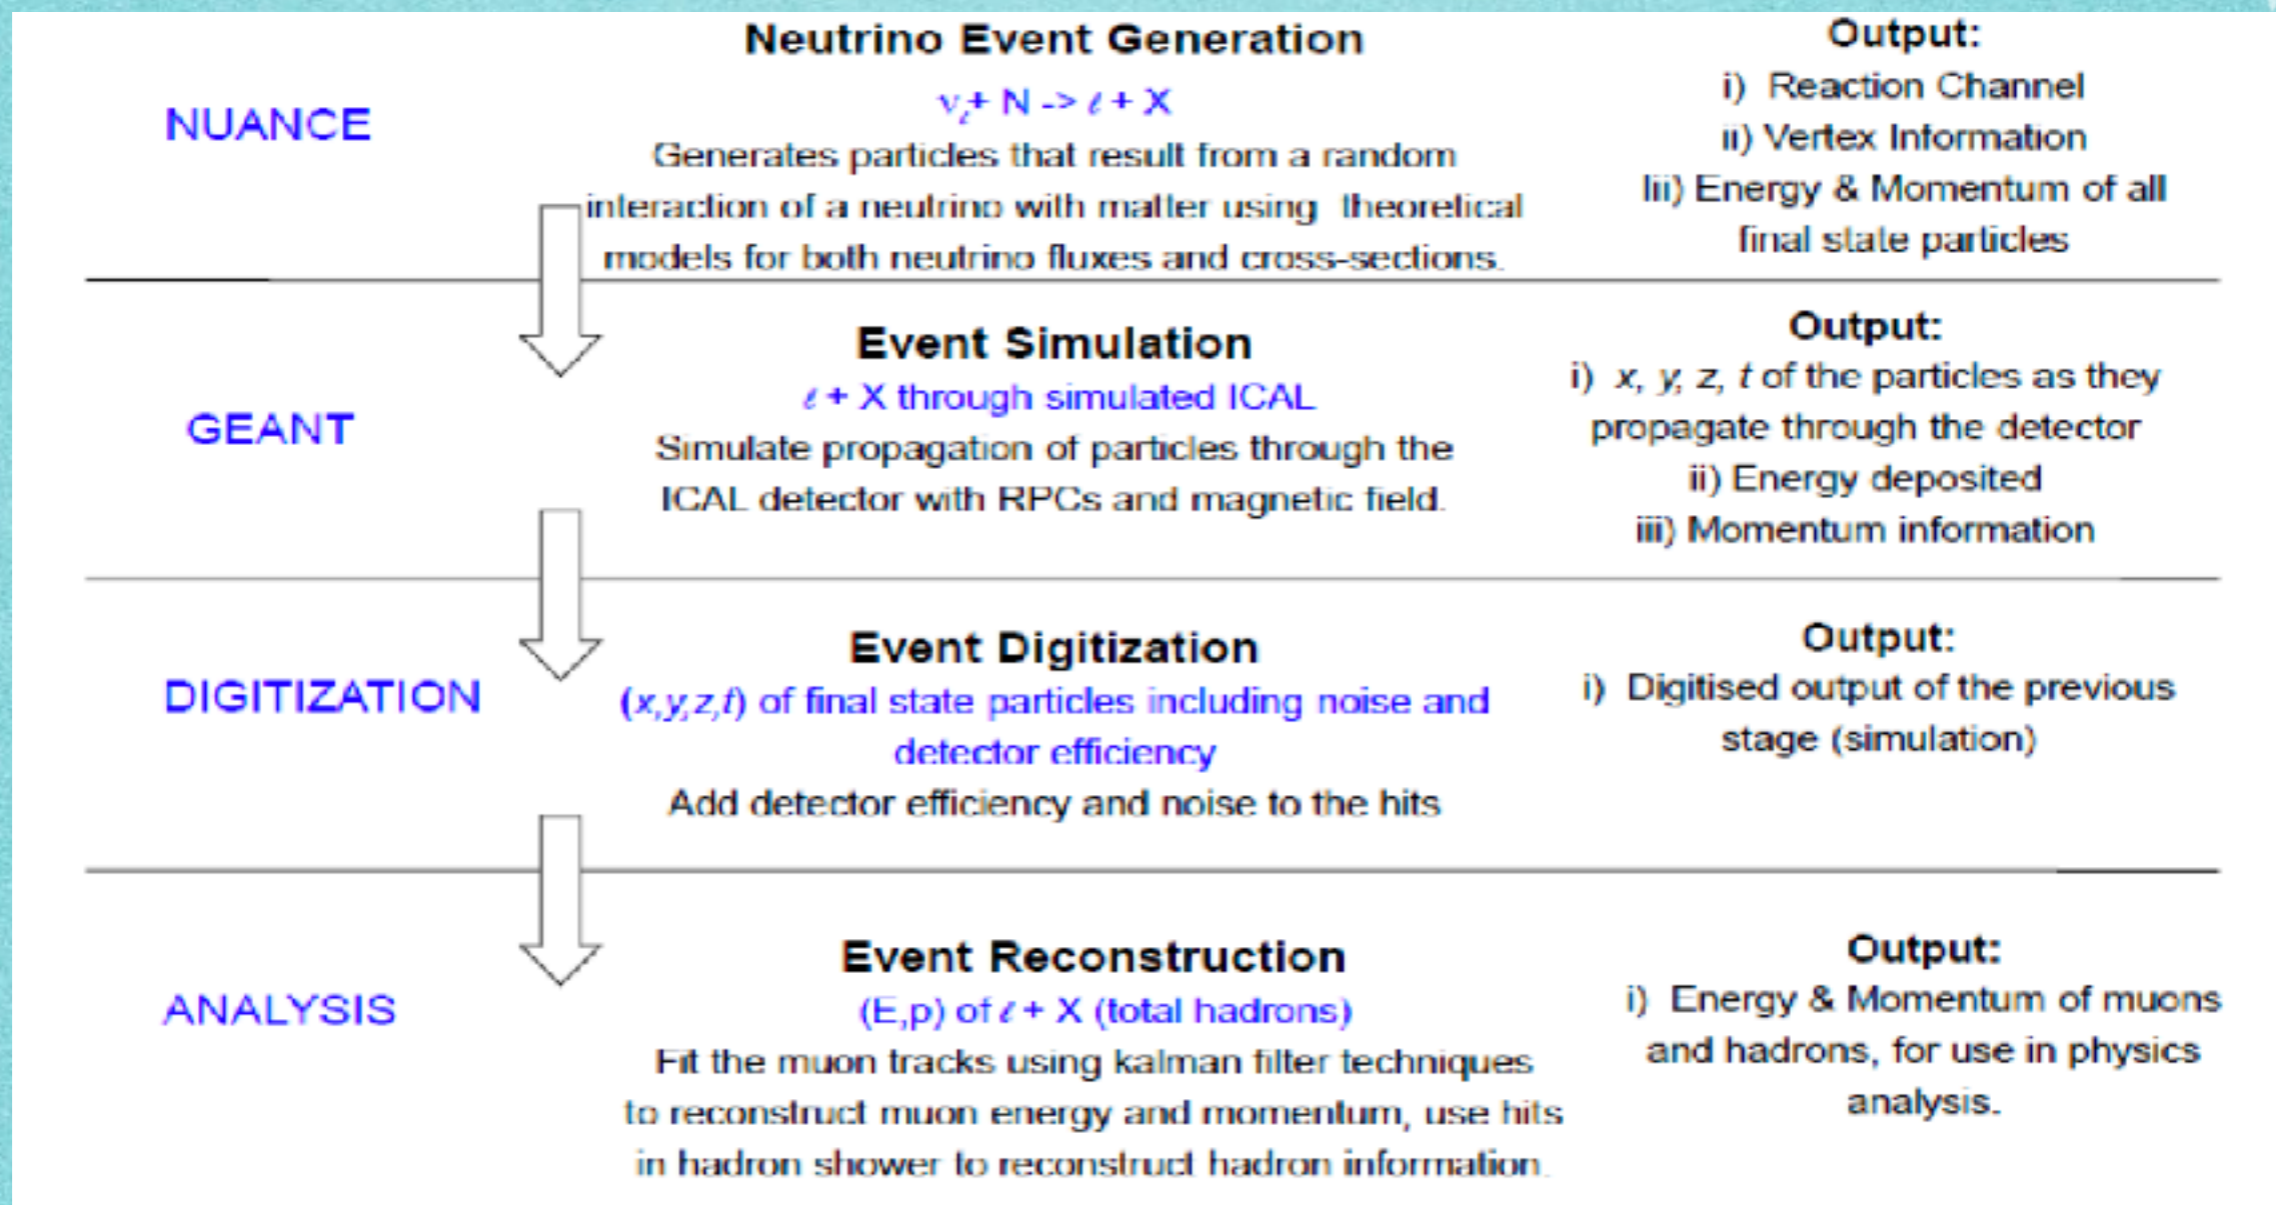 NUANCE
Neutrino Event Generation
νℓ + N -> ℓ + X
Generates particles that result from a random
interaction of a neutrino with matter using theoretical
models for both neutrino fluxes and cross-sections.
Output:
i) Reaction Channel
ii) Vertex Information
Iii) Energy & Momentum of all
final state particles
GEANT
Event Simulation
ℓ + X through simulated ICAL
Simulate propagation of particles through the
ICAL detector with RPCs and magnetic field.
Output:
i) x, y, z, t of the particles as they
propagate through the detector
ii) Energy deposited
iii) Momentum information
DIGITIZATION
Event Digitization
(x,y,z,t) of final state particles including noise and
detector efficiency
Add detector efficiency and noise to the hits
Output:
i) Digitised output of the previous
stage (simulation)
ANALYSIS
Event Reconstruction
(E,p) of ℓ + X (total hadrons)
Fit the muon tracks using kalman filter techniques
to reconstruct muon energy and momentum, use hits
in hadron shower to reconstruct hadron information.
Output:
i) Energy & Momentum of muons
and hadrons, for use in physics
analysis.